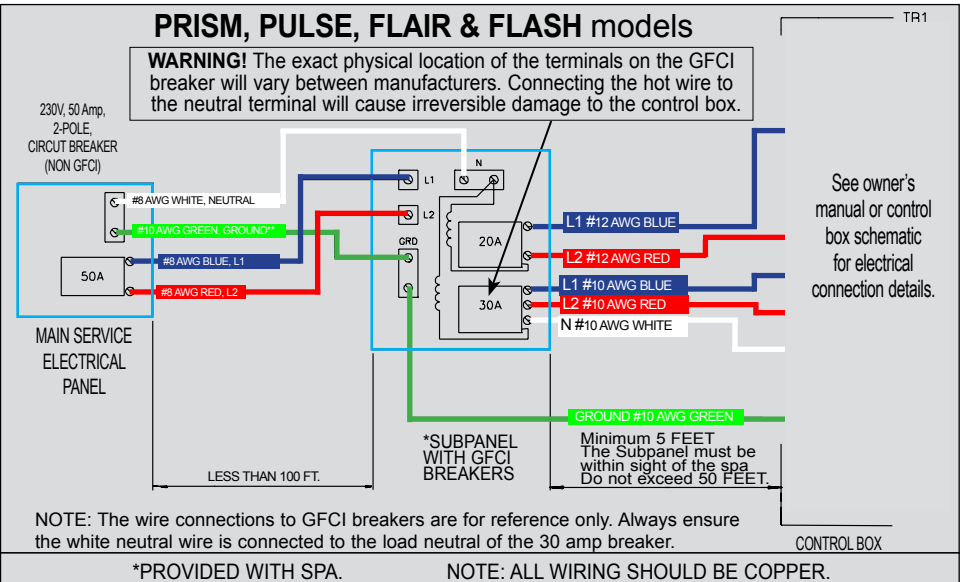 PRISM, PULSE, FLAIR & FLASH models
TB1
WARNING! The exact physical location of the terminals on the GFCI
breaker will vary between manufacturers. Connecting the hot wire to
the neutral terminal will cause irreversible damage to the control box.
230V, 50 Amp,
2-POLE,
CIRCUT BREAKER
(NON GFCI)
#8 AWG WHITE, NEUTRAL
#10 AWG GREEN, GROUND**
#8 AWG BLUE, L1
#8 AWG RED, L2
50A
MAIN SERVICE
ELECTRICAL
PANEL
L1
N
L2
GRD
20A
30A
L1 #12 AWG BLUE
L2 #12 AWG RED
L1 #10 AWG BLUE
L2 #10 AWG RED
N #10 AWG WHITE
GROUND #10 AWG GREEN
See owner's
manual or control
box schematic
for electrical
connection details.
*SUBPANEL
WITH GFCI
BREAKERS
Minimum 5 FEET
The Subpanel must be
within sight of the spa
Do not exceed 50 FEET.
LESS THAN 100 FT.
NOTE: The wire connections to GFCI breakers are for reference only. Always ensure
the white neutral wire is connected to the load neutral of the 30 amp breaker.
CONTROL BOX
*PROVIDED WITH SPA.
NOTE: ALL WIRING SHOULD BE COPPER.